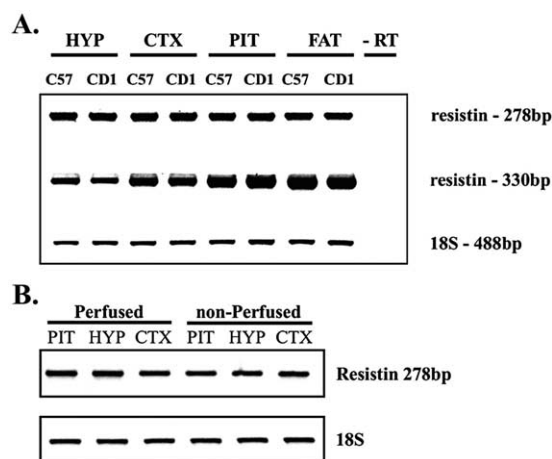 A.
HYP CTX PIT FAT - RT
C57 CD1 C57 CD1 C57 CD1 C57 CD1
resistin - 278bp
resistin - 330bp
18S - 488bp
B.
Perfused non-Perfused
PIT HYP CTX PIT HYP CTX
Resistin 278bp
18S